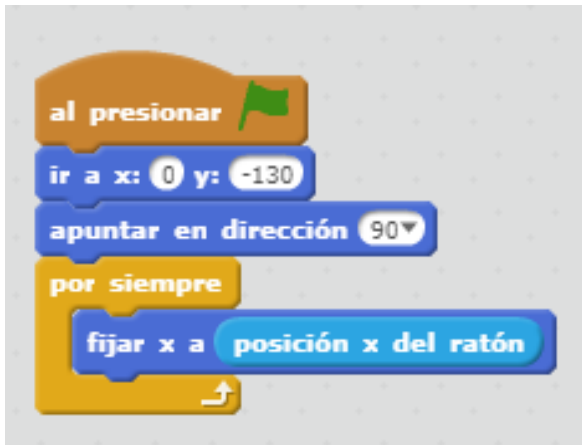 al presionar
ir a x: 0 y: -130
apuntar en dirección 90
por siempre
fijar x a posición x del ratón